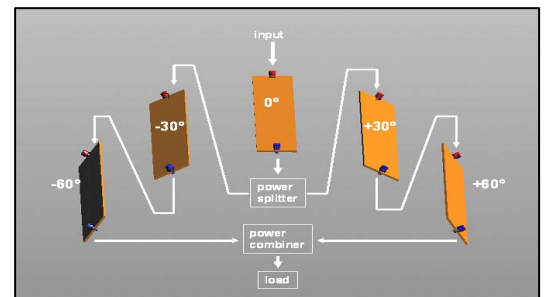 input
0°
-30°
+30°
-60°
+60°
power
splitter
power
combiner
load